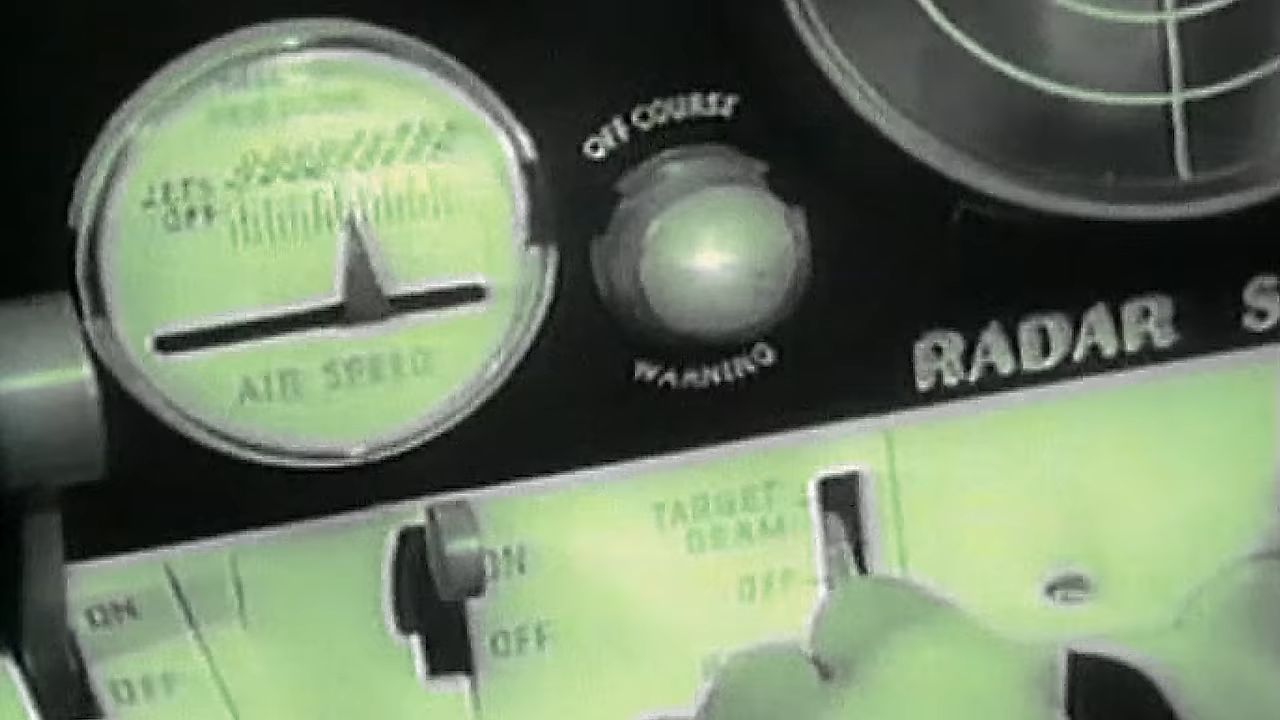 JETS
OFF
AIR SPEED
OFF COURSE
WARNING
RADAR S
ON
OFF
ON
OFF
TARGET
BEAM
OFF